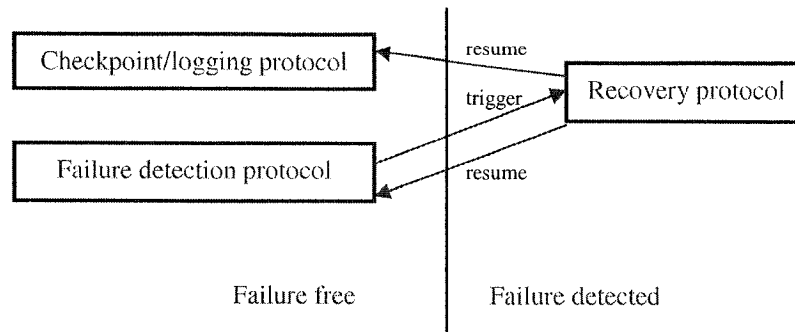 resume
Checkpoint/logging protocol
Recovery protocol
trigger
Failure detection protocol
resume
Failure free
Failure detected